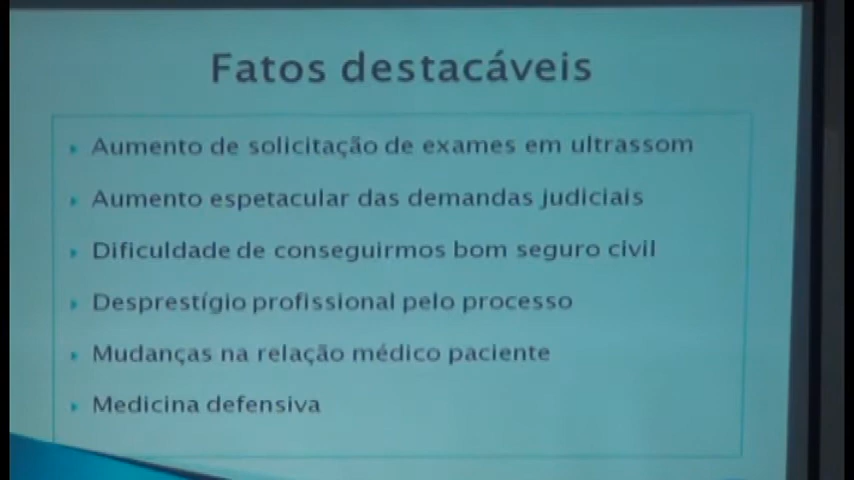 Fatos destacáveis
Aumento de solicitação de exames em ultrassom
Aumento espetacular das demandas judiciais
Dificuldade de conseguirmos bom seguro civil
Desprestígio profissional pelo processo
Mudanças na relação médico paciente
Medicina defensiva